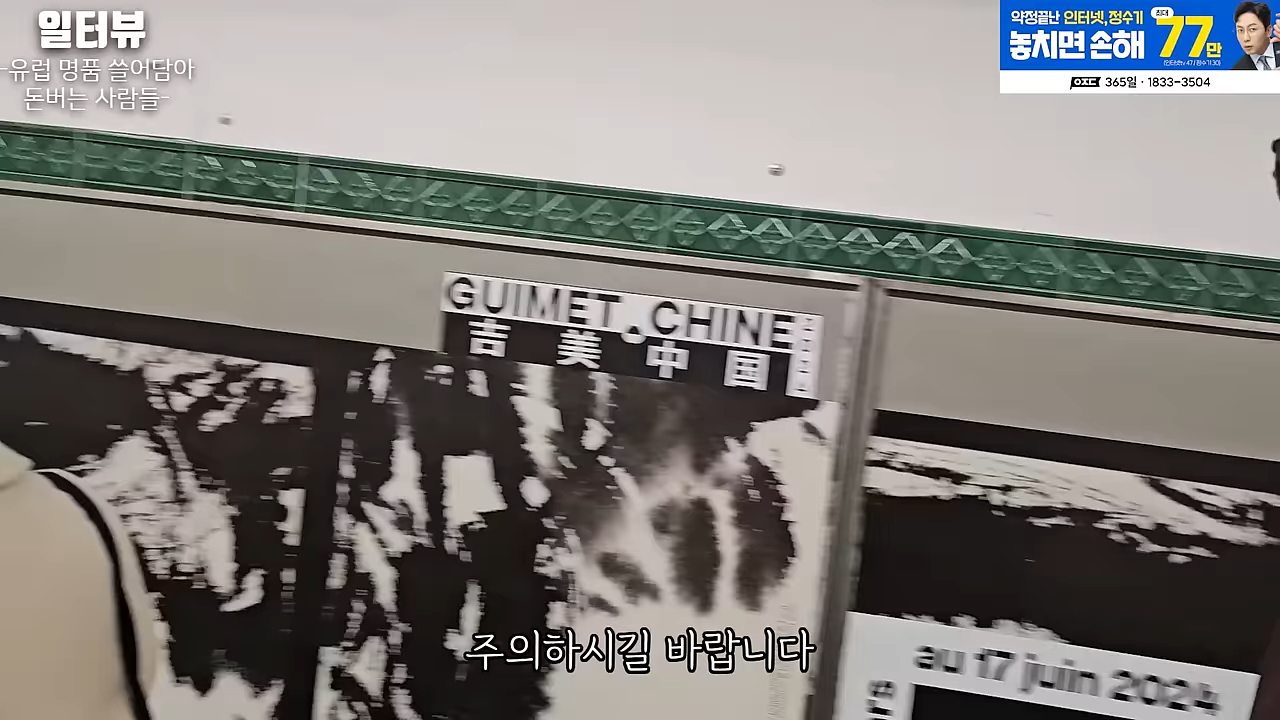 일터뷰
-유럽 명품 쓸어담아
돈버는 사람들-
약정끝난 인터넷,정수기
놓치면 손해
최대
77만
365일 · 1833-3504
GUIMET CHINE
吉美 中国
au 17 juin 2024
주의하시길 바랍니다